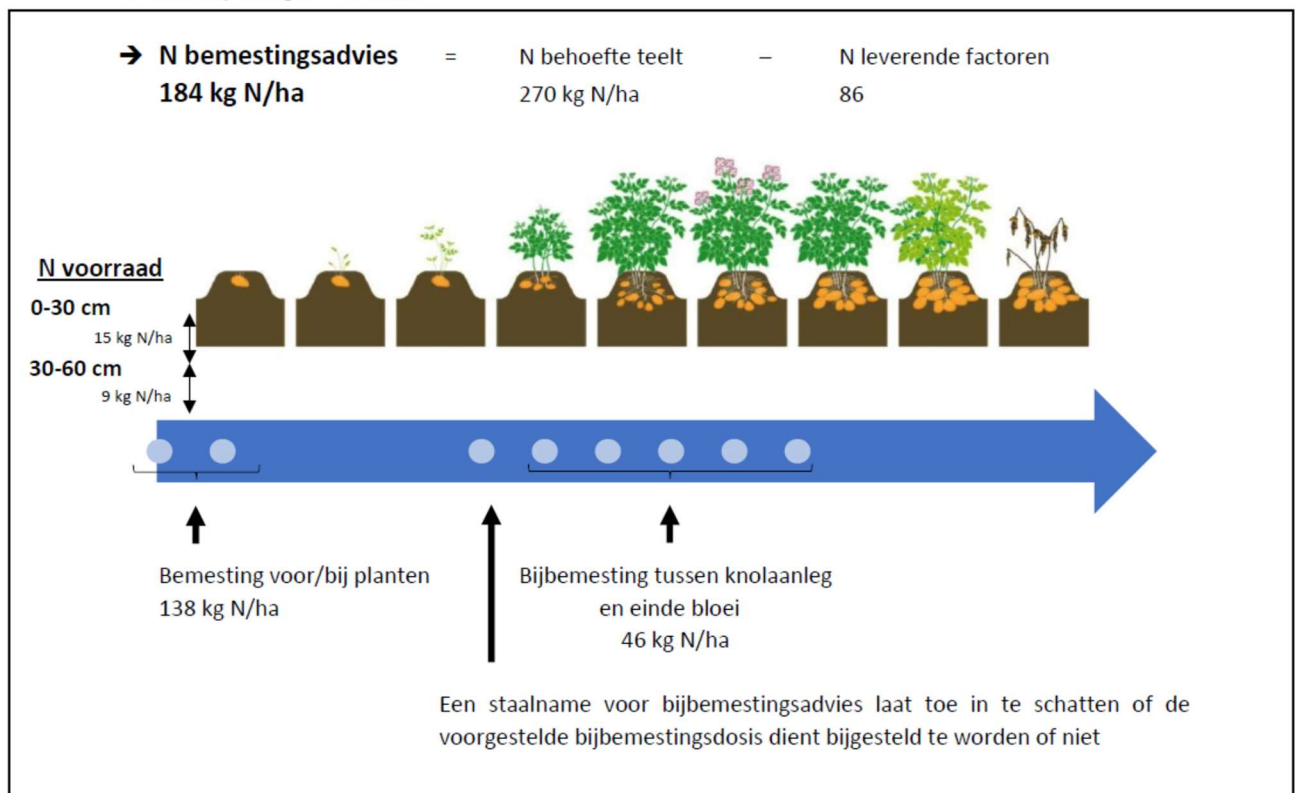 ➔ N bemestingsadvies = N behoefte teelt – N leverende factoren
184 kg N/ha 270 kg N/ha 86
N voorraad
0-30 cm
15 kg N/ha
30-60 cm
9 kg N/ha
Bemesting voor/bij planten
138 kg N/ha
Bijbemesting tussen knolaanleg
en einde bloei
46 kg N/ha
Een staalname voor bijbemestingsadvies laat toe in te schatten of de
voorgestelde bijbemestingsdosis dient bijgesteld te worden of niet